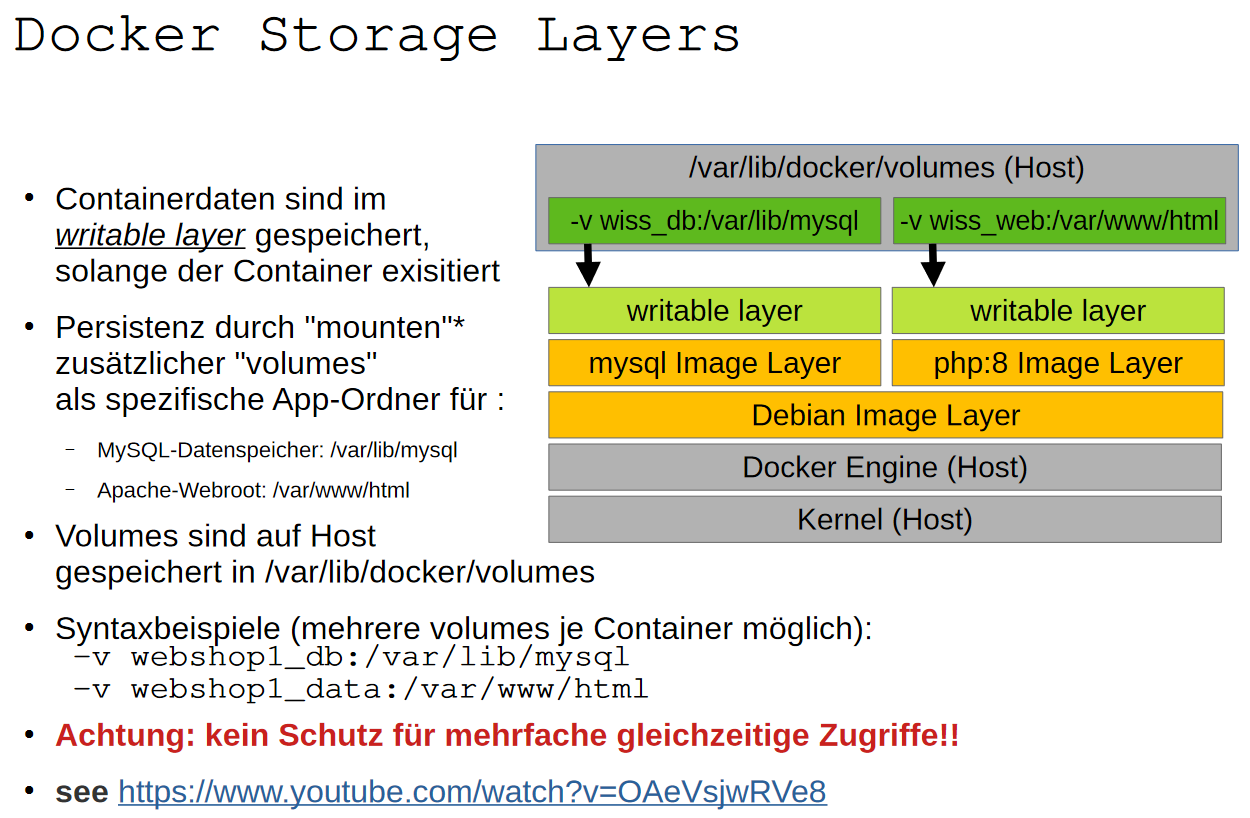 Docker Storage Layers
• Containerdaten sind im
writable layer gespeichert,
solange der Container exisitiert
• Persistenz durch "mounten"*
zusätzlicher "volumes"
als spezifische App-Ordner für :
– MySQL-Datenspeicher: /var/lib/mysql
– Apache-Webroot: /var/www/html
• Volumes sind auf Host
gespeichert in /var/lib/docker/volumes
• Syntaxbeispiele (mehrere volumes je Container möglich):
-v webshop1_db:/var/lib/mysql
-v webshop1_data:/var/www/html
• Achtung: kein Schutz für mehrfache gleichzeitige Zugriffe!!
• see https://www.youtube.com/watch?v=OAeVsjwRVe8
/var/lib/docker/volumes (Host)
-v wiss_db:/var/lib/mysql
-v wiss_web:/var/www/html
writable layer
writable layer
mysql Image Layer
php:8 Image Layer
Debian Image Layer
Docker Engine (Host)
Kernel (Host)